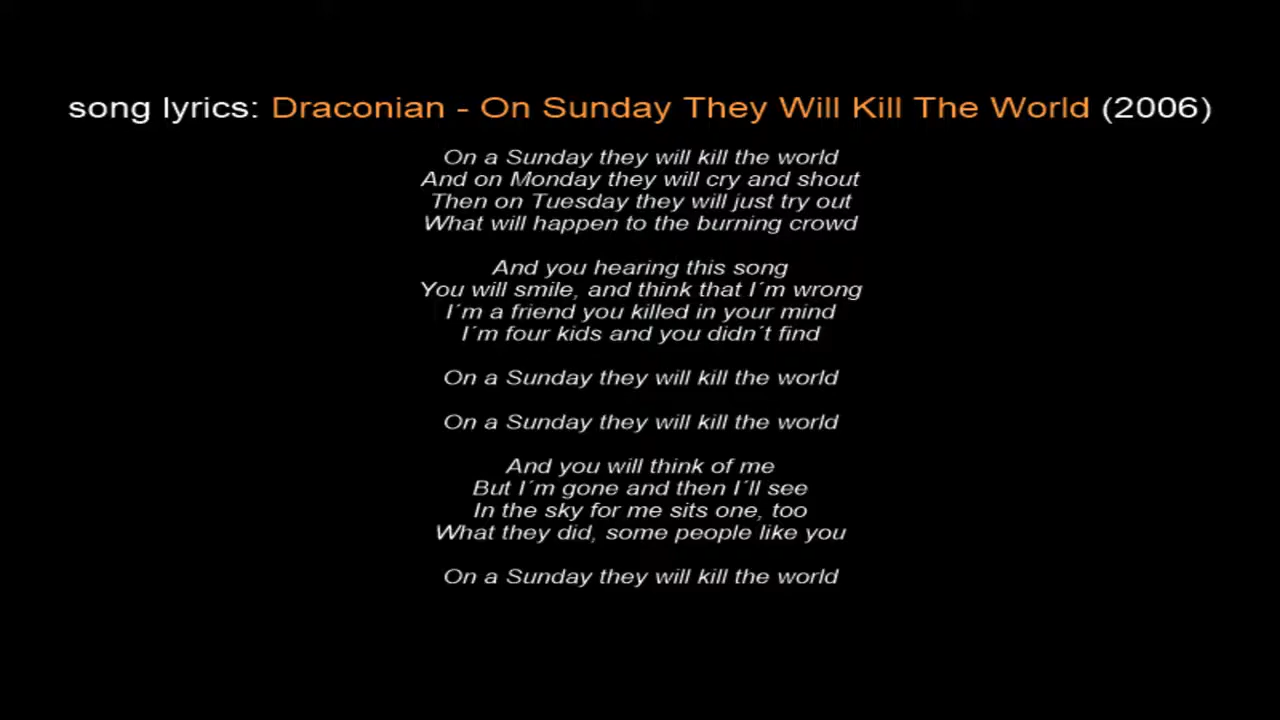 song lyrics: Draconian - On Sunday They Will Kill The World (2006)
On a Sunday they will kill the world
And on Monday they will cry and shout
Then on Tuesday they will just try out
What will happen to the burning crowd
And you hearing this song
You will smile, and think that I´m wrong
I´m a friend you killed in your mind
I´m four kids and you didn´t find
On a Sunday they will kill the world
On a Sunday they will kill the world
And you will think of me
But I´m gone and then I´ll see
In the sky for me sits one, too
What they did, some people like you
On a Sunday they will kill the world